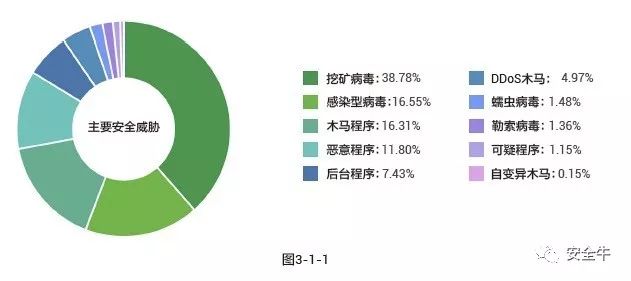 主要安全威胁
挖矿病毒：38.78%
感染型病毒：16.55%
木马程序：16.31%
恶意程序：11.80%
后台程序：7.43%
DDoS木马： 4.97%
蠕虫病毒：1.48%
勒索病毒：1.36%
可疑程序：1.15%
自变异木马：0.15%
图3-1-1
安全牛